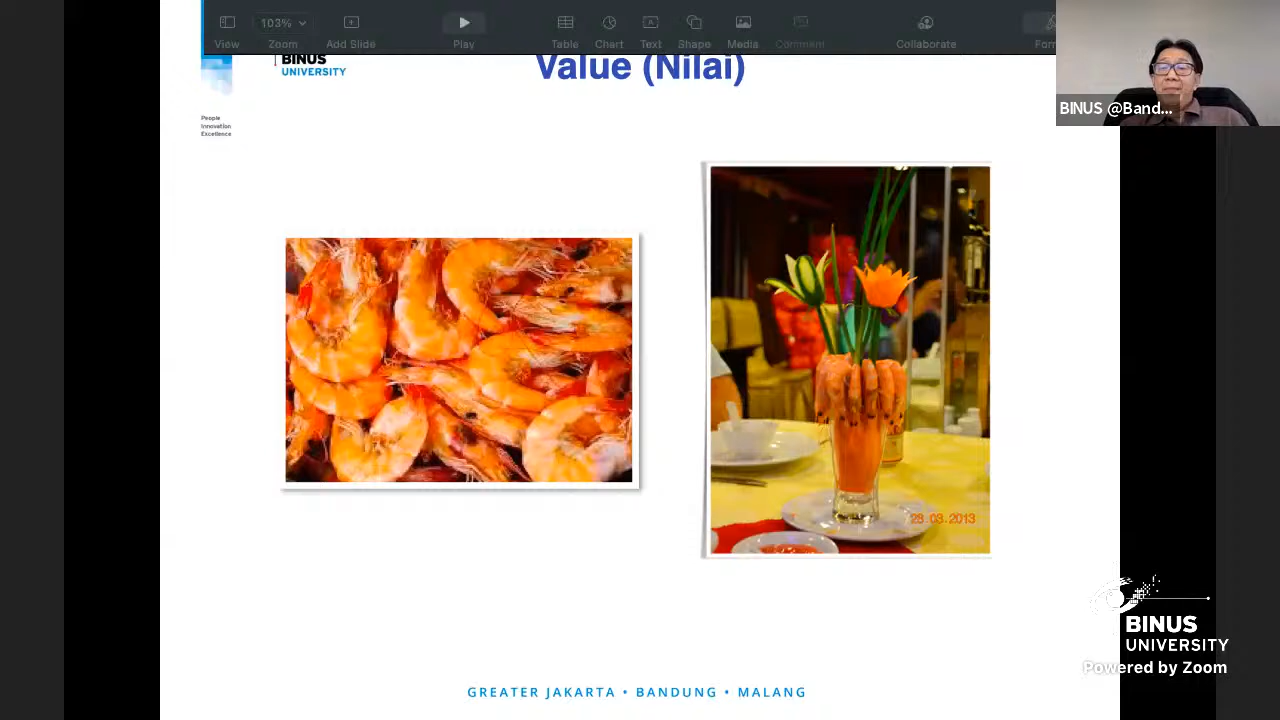 103%
View
Zoom
Add Slide
Play
Table
Chart
Text
Shape
Media
Comment
Collaborate
BINUS
UNIVERSITY
Value (Nilai)
People
Innovation
Excellence
BINUS @Band...
28.03.2013
BINUS
UNIVERSITY
Powered by Zoom
GREATER JAKARTA • BANDUNG • MALANG